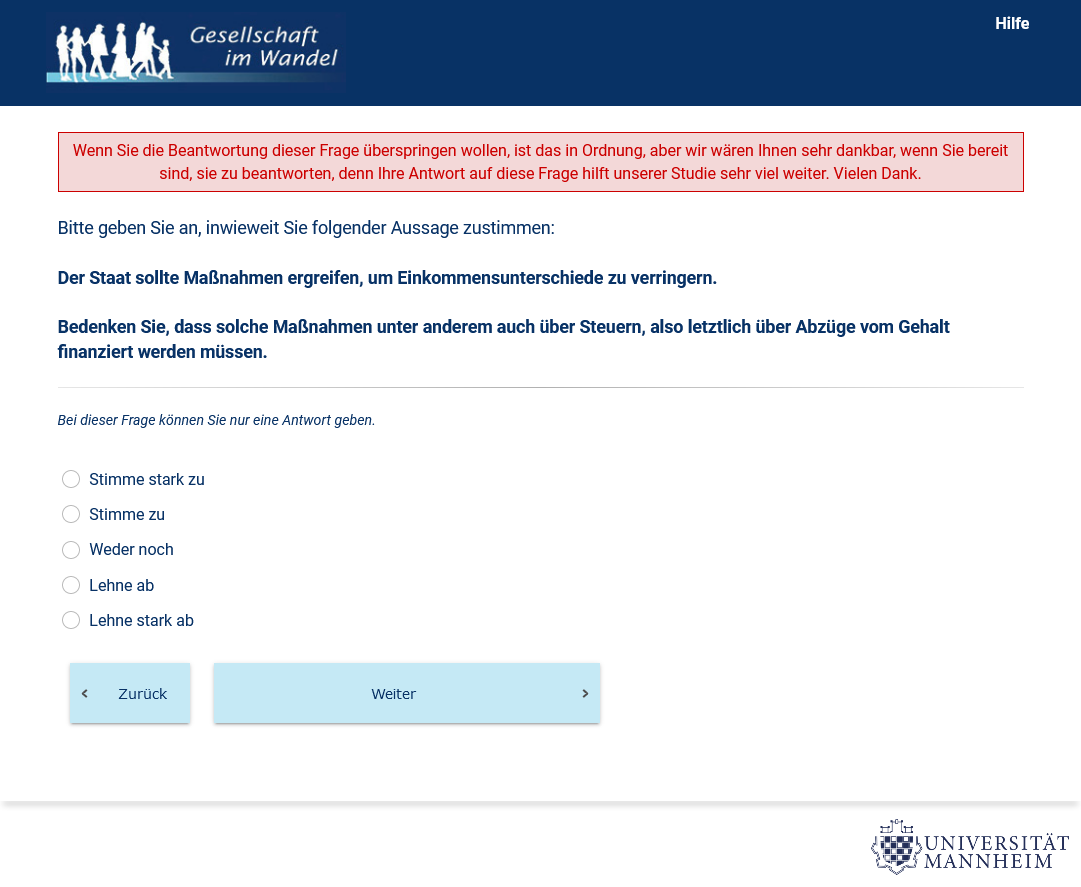 Gesellschaft
im Wandel
Hilfe
Wenn Sie die Beantwortung dieser Frage überspringen wollen, ist das in Ordnung, aber wir wären Ihnen sehr dankbar, wenn Sie bereit
sind, sie zu beantworten, denn Ihre Antwort auf diese Frage hilft unserer Studie sehr viel weiter. Vielen Dank.
Bitte geben Sie an, inwieweit Sie folgender Aussage zustimmen:
Der Staat sollte Maßnahmen ergreifen, um Einkommensunterschiede zu verringern.
Bedenken Sie, dass solche Maßnahmen unter anderem auch über Steuern, also letztlich über Abzüge vom Gehalt
finanziert werden müssen.
Bei dieser Frage können Sie nur eine Antwort geben.
Stimme stark zu
Stimme zu
Weder noch
Lehne ab
Lehne stark ab
Zurück
Weiter
UNIVERSITÄT
MANNHEIM